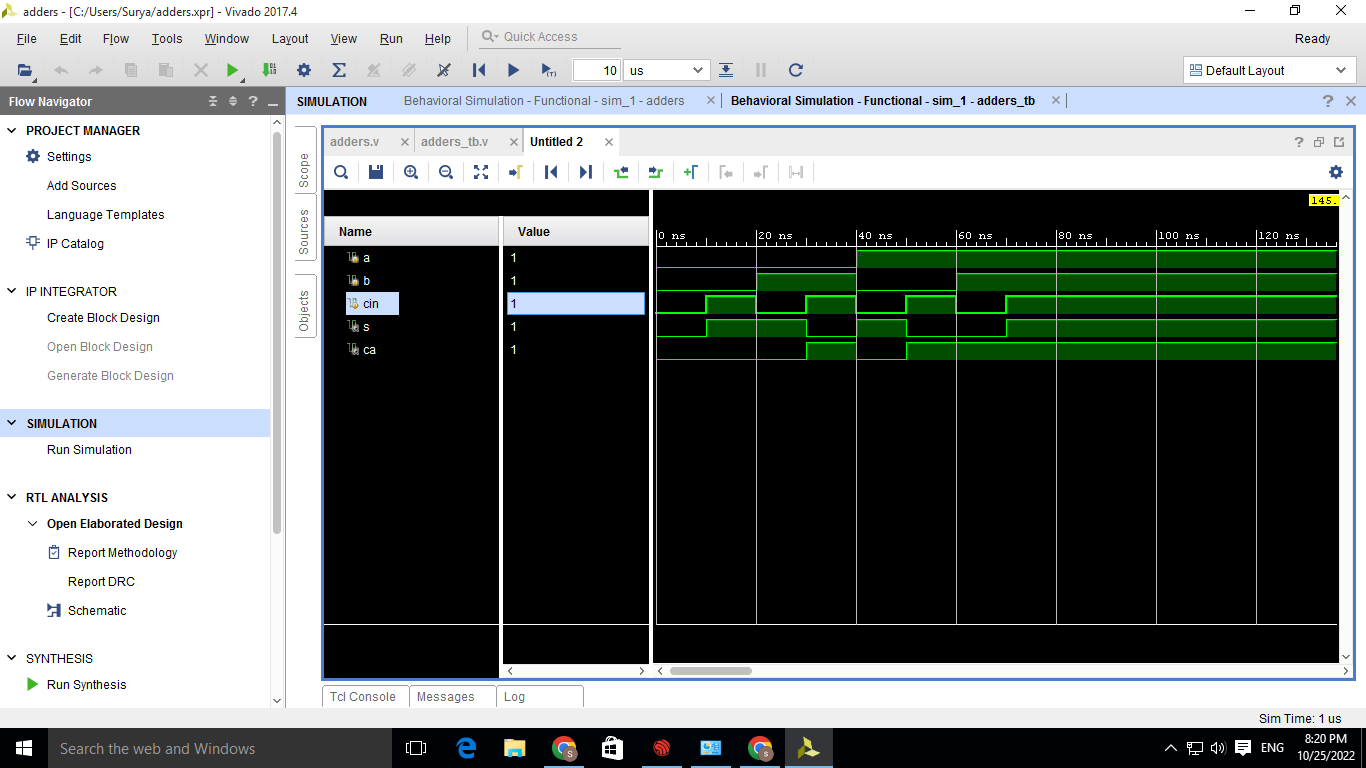 adders - [C:/Users/Surya/adders.xpr] - Vivado 2017.4
File Edit Flow Tools Window Layout View Run Help Quick Access Ready
10 us Default Layout
Flow Navigator
SIMULATION Behavioral Simulation - Functional - sim_1 - adders Behavioral Simulation - Functional - sim_1 - adders_tb
PROJECT MANAGER
Settings
Add Sources
Language Templates
IP Catalog
IP INTEGRATOR
Create Block Design
Open Block Design
Generate Block Design
SIMULATION
Run Simulation
RTL ANALYSIS
Open Elaborated Design
Report Methodology
Report DRC
Schematic
SYNTHESIS
Run Synthesis
Scope
Sources
Objects
adders.v adders_tb.v Untitled 2
145.
Name Value
0 ns 20 ns 40 ns 60 ns 80 ns 100 ns 120 ns
a 1
b 1
cin 1
s 1
ca 1
Tcl Console Messages Log
Sim Time: 1 us
Search the web and Windows
ENG
8:20 PM
10/25/2022